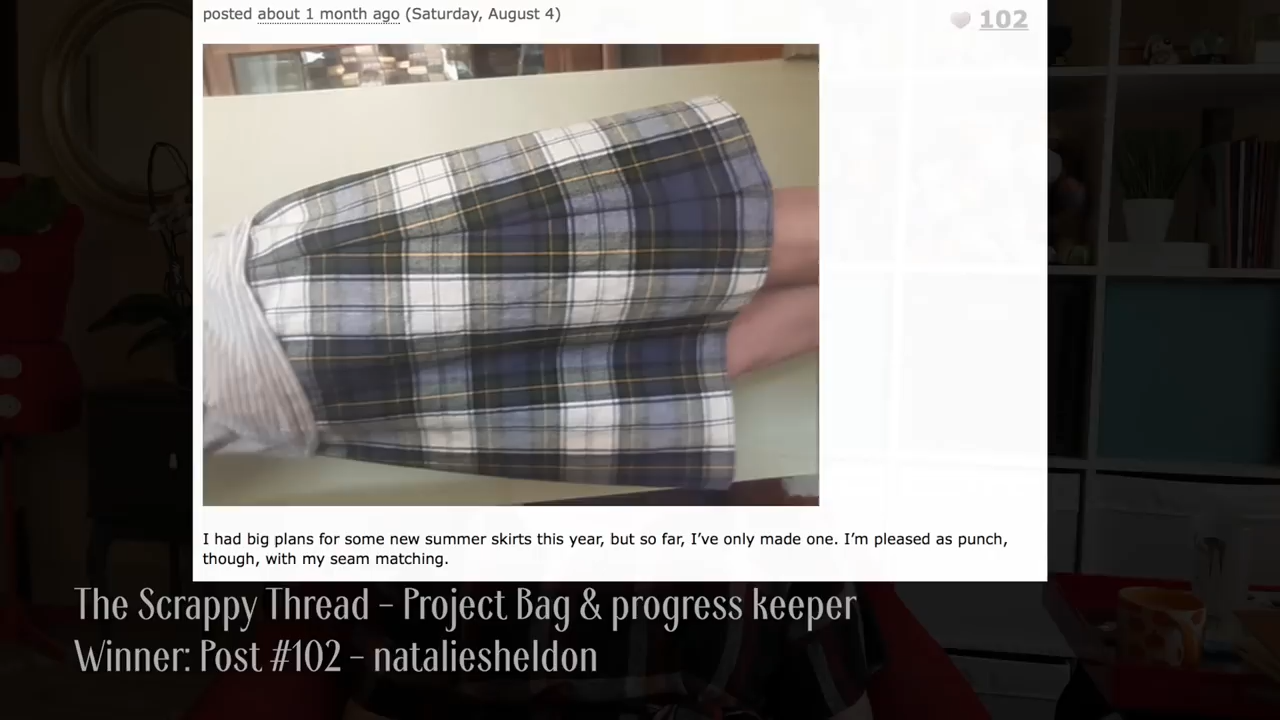 posted about 1 month ago (Saturday, August 4)
102
I had big plans for some new summer skirts this year, but so far, I've only made one. I'm pleased as punch,
though, with my seam matching.
The Scrappy Thread – Project Bag & progress keeper
Winner: Post #102 – nataliesheldon